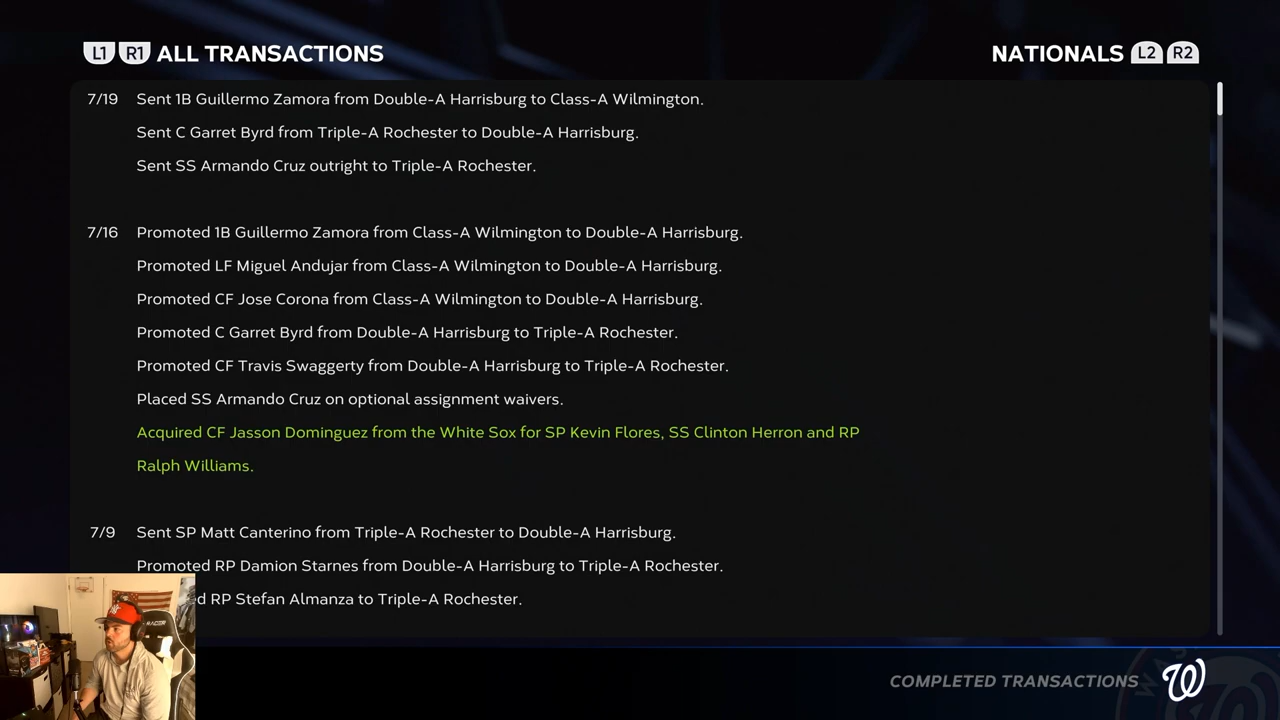 L1 R1 ALL TRANSACTIONS
NATIONALS L2 R2
7/19 Sent 1B Guillermo Zamora from Double-A Harrisburg to Class-A Wilmington.
Sent C Garret Byrd from Triple-A Rochester to Double-A Harrisburg.
Sent SS Armando Cruz outright to Triple-A Rochester.
7/16 Promoted 1B Guillermo Zamora from Class-A Wilmington to Double-A Harrisburg.
Promoted LF Miguel Andujar from Class-A Wilmington to Double-A Harrisburg.
Promoted CF Jose Corona from Class-A Wilmington to Double-A Harrisburg.
Promoted C Garret Byrd from Double-A Harrisburg to Triple-A Rochester.
Promoted CF Travis Swaggerty from Double-A Harrisburg to Triple-A Rochester.
Placed SS Armando Cruz on optional assignment waivers.
Acquired CF Jasson Dominguez from the White Sox for SP Kevin Flores, SS Clinton Herron and RP
Ralph Williams.
7/9 Sent SP Matt Canterino from Triple-A Rochester to Double-A Harrisburg.
Promoted RP Damion Starnes from Double-A Harrisburg to Triple-A Rochester.
RP Stefan Almanza to Triple-A Rochester.
COMPLETED TRANSACTIONS W